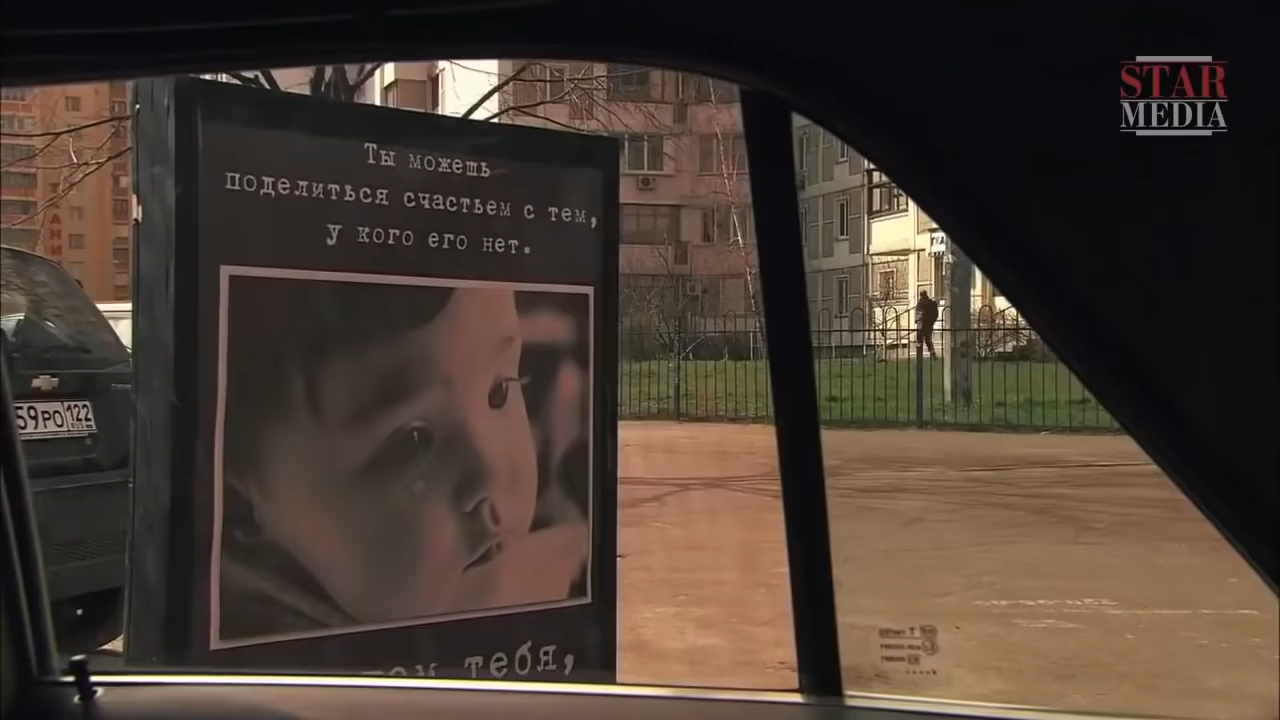 STAR
MEDIA
Ты можешь
поделиться счастьем с тем,
у кого его нет.
59РО 122
тебя,